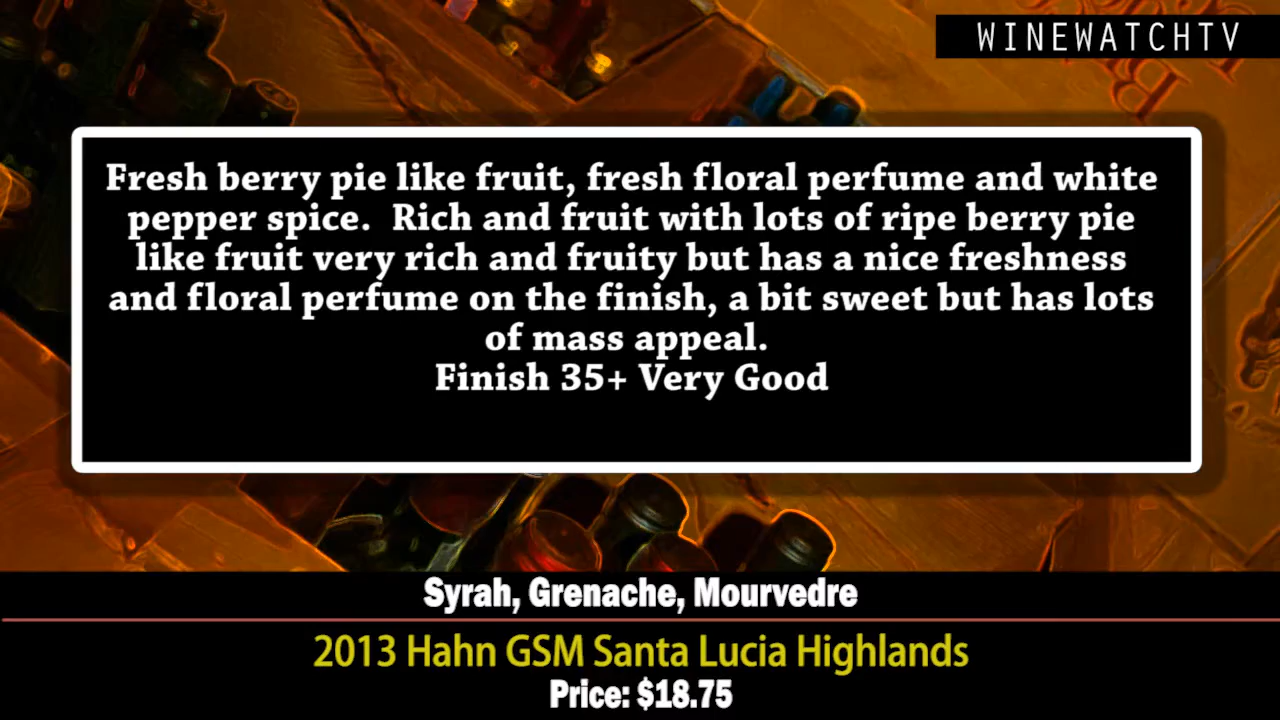 WINEWATCHTV
Fresh berry pie like fruit, fresh floral perfume and white
pepper spice. Rich and fruit with lots of ripe berry pie
like fruit very rich and fruity but has a nice freshness
and floral perfume on the finish, a bit sweet but has lots
of mass appeal.
Finish 35+ Very Good
Syrah, Grenache, Mourvedre
2013 Hahn GSM Santa Lucia Highlands
Price: $18.75